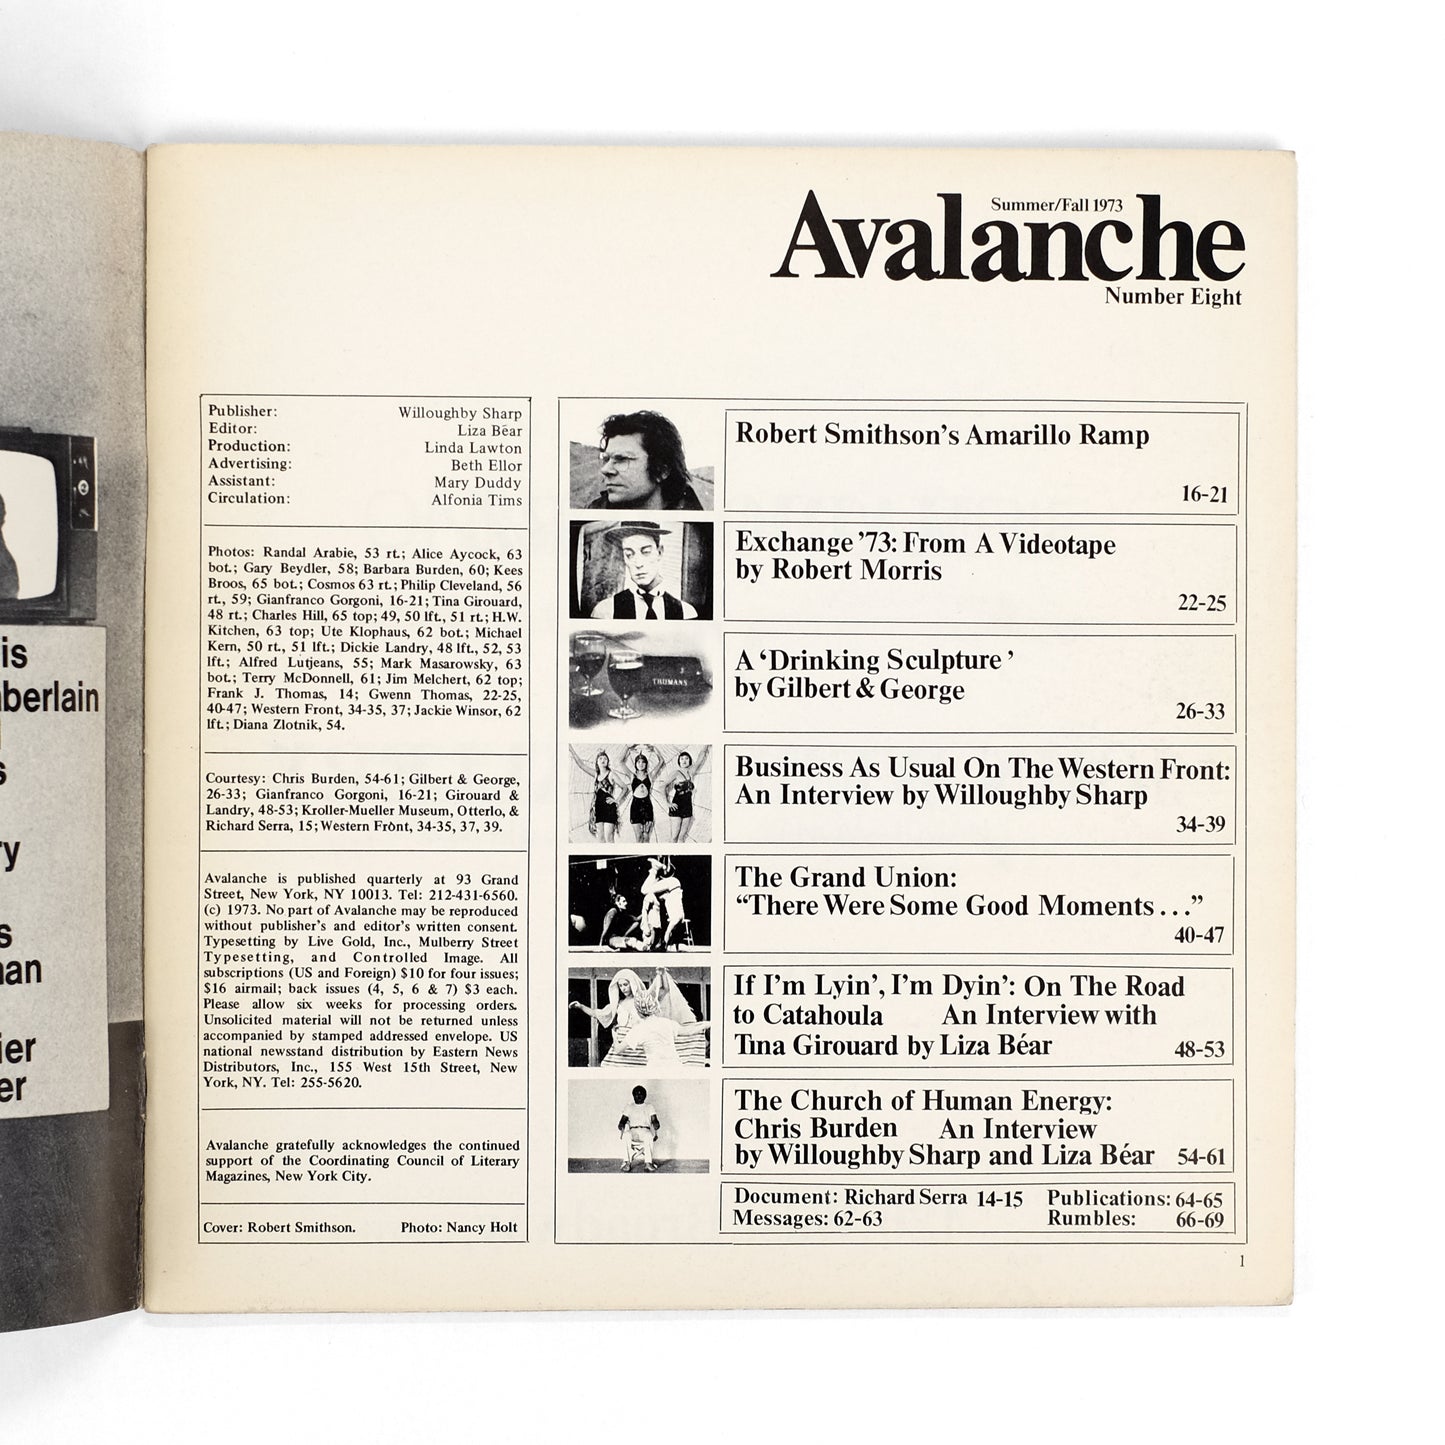 is
berlain
s
ry
s
an
ier
er
Summer/Fall 1973
Avalanche
Number Eight
Publisher: Willoughby Sharp
Editor: Liza Bēar
Production: Linda Lawton
Advertising: Beth Ellor
Assistant: Mary Duddy
Circulation: Alfonia Tims
Photos: Randal Arabie, 53 rt.; Alice Aycock, 63
bot.; Gary Beydler, 58; Barbara Burden, 60; Kees
Broos, 65 bot.; Cosmos 63 rt.; Philip Cleveland, 56
rt., 59; Gianfranco Gorgoni, 16-21; Tina Girouard,
48 rt.; Charles Hill, 65 top; 49, 50 lft., 51 rt.; H.W.
Kitchen, 63 top; Ute Klophaus, 62 bot.; Michael
Kern, 50 rt., 51 lft.; Dickie Landry, 48 lft., 52, 53
lft.; Alfred Lutjeans, 55; Mark Masarowsky, 63
bot.; Terry McDonnell, 61; Jim Melchert, 62 top;
Frank J. Thomas, 14; Gwenn Thomas, 22-25,
40-47; Western Front, 34-35, 37; Jackie Winsor, 62
lft.; Diana Zlotnik, 54.
Courtesy: Chris Burden, 54-61; Gilbert & George,
26-33; Gianfranco Gorgoni, 16-21; Girouard &
Landry, 48-53; Kroller-Mueller Museum, Otterlo, &
Richard Serra, 15; Western Frònt, 34-35, 37, 39.
Avalanche is published quarterly at 93 Grand
Street, New York, NY 10013. Tel: 212-431-6560.
(c) 1973. No part of Avalanche may be reproduced
without publisher's and editor's written consent.
Typesetting by Live Gold, Inc., Mulberry Street
Typesetting, and Controlled Image. All
subscriptions (US and Foreign) $10 for four issues;
$16 airmail; back issues (4, 5, 6 & 7) $3 each.
Please allow six weeks for processing orders.
Unsolicited material will not be returned unless
accompanied by stamped addressed envelope. US
national newsstand distribution by Eastern News
Distributors, Inc., 155 West 15th Street, New
York, NY. Tel: 255-5620.
Avalanche gratefully acknowledges the continued
support of the Coordinating Council of Literary
Magazines, New York City.
Cover: Robert Smithson. Photo: Nancy Holt
Robert Smithson's Amarillo Ramp
16-21
Exchange '73: From A Videotape
by Robert Morris
22-25
THOMANS
A 'Drinking Sculpture'
by Gilbert & George
26-33
Business As Usual On The Western Front:
An Interview by Willoughby Sharp
34-39
The Grand Union:
"There Were Some Good Moments . . ."
40-47
If I'm Lyin', I'm Dyin': On The Road
to Catahoula An Interview with
Tina Girouard by Liza Béar 48-53
The Church of Human Energy:
Chris Burden An Interview
by Willoughby Sharp and Liza Béar 54-61
Document: Richard Serra 14-15 Publications: 64-65
Messages: 62-63 Rumbles: 66-69
1